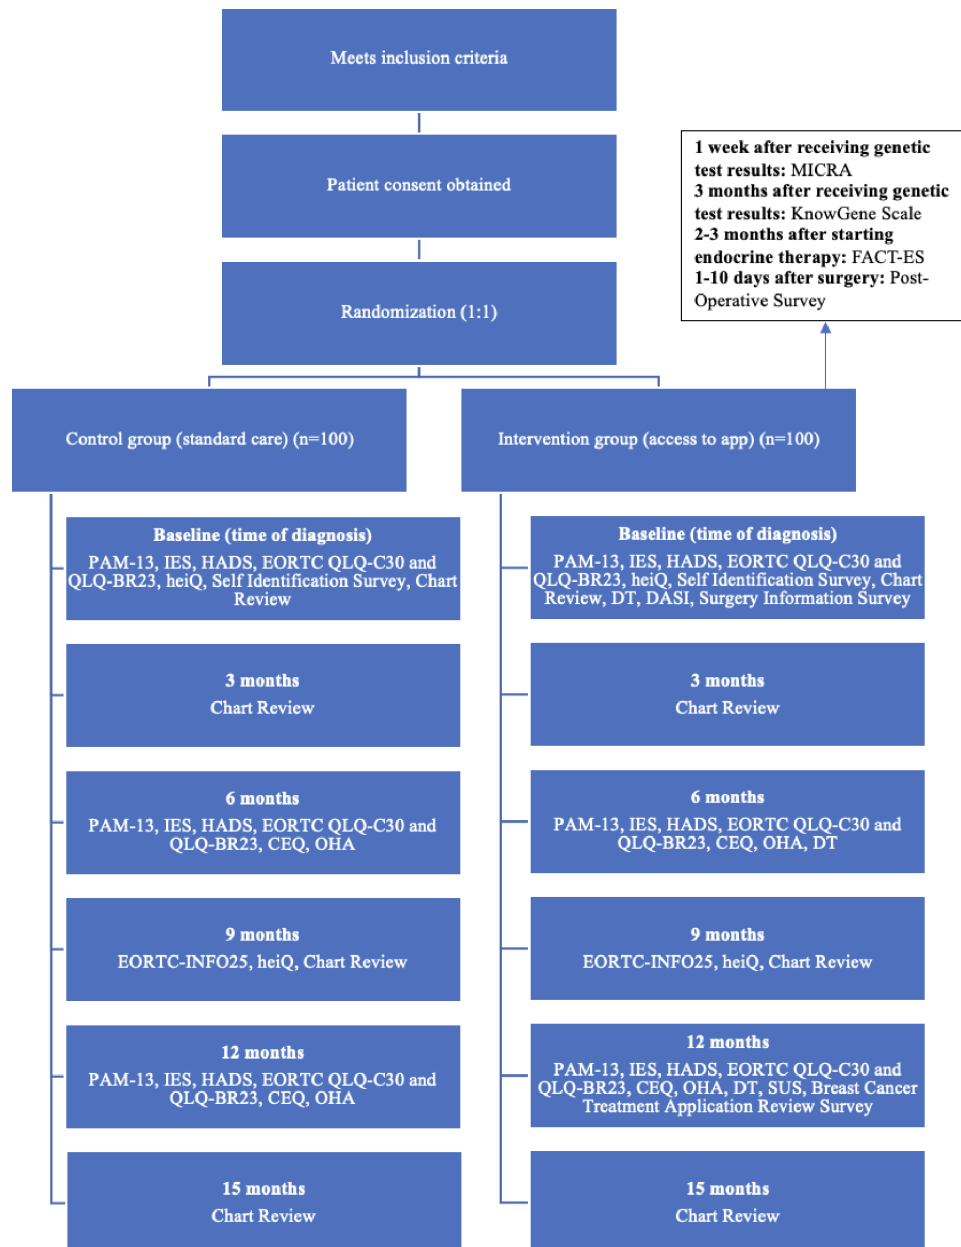 Meets inclusion criteria
Patient consent obtained
Randomization (1:1)
1 week after receiving genetic
test results: MICRA
3 months after receiving genetic
test results: KnowGene Scale
2-3 months after starting
endocrine therapy: FACT-ES
1-10 days after surgery: Post-
Operative Survey
Control group (standard care) (n=100)
Baseline (time of diagnosis)
PAM-13, IES, HADS, EORTC QLQ-C30 and
QLQ-BR23, heiQ, Self Identification Survey, Chart
Review
3 months
Chart Review
6 months
PAM-13, IES, HADS, EORTC QLQ-C30 and
QLQ-BR23, CEQ, OHA
9 months
EORTC-INFO25, heiQ, Chart Review
12 months
PAM-13, IES, HADS, EORTC QLQ-C30 and
QLQ-BR23, CEQ, OHA
15 months
Chart Review
Intervention group (access to app) (n=100)
Baseline (time of diagnosis)
PAM-13, IES, HADS, EORTC QLQ-C30 and
QLQ-BR23, heiQ, Self Identification Survey, Chart
Review, DT, DASI, Surgery Information Survey
3 months
Chart Review
6 months
PAM-13, IES, HADS, EORTC QLQ-C30 and
QLQ-BR23, CEQ, OHA, DT
9 months
EORTC-INFO25, heiQ, Chart Review
12 months
PAM-13, IES, HADS, EORTC QLQ-C30 and
QLQ-BR23, CEQ, OHA, DT, SUS, Breast Cancer
Treatment Application Review Survey
15 months
Chart Review